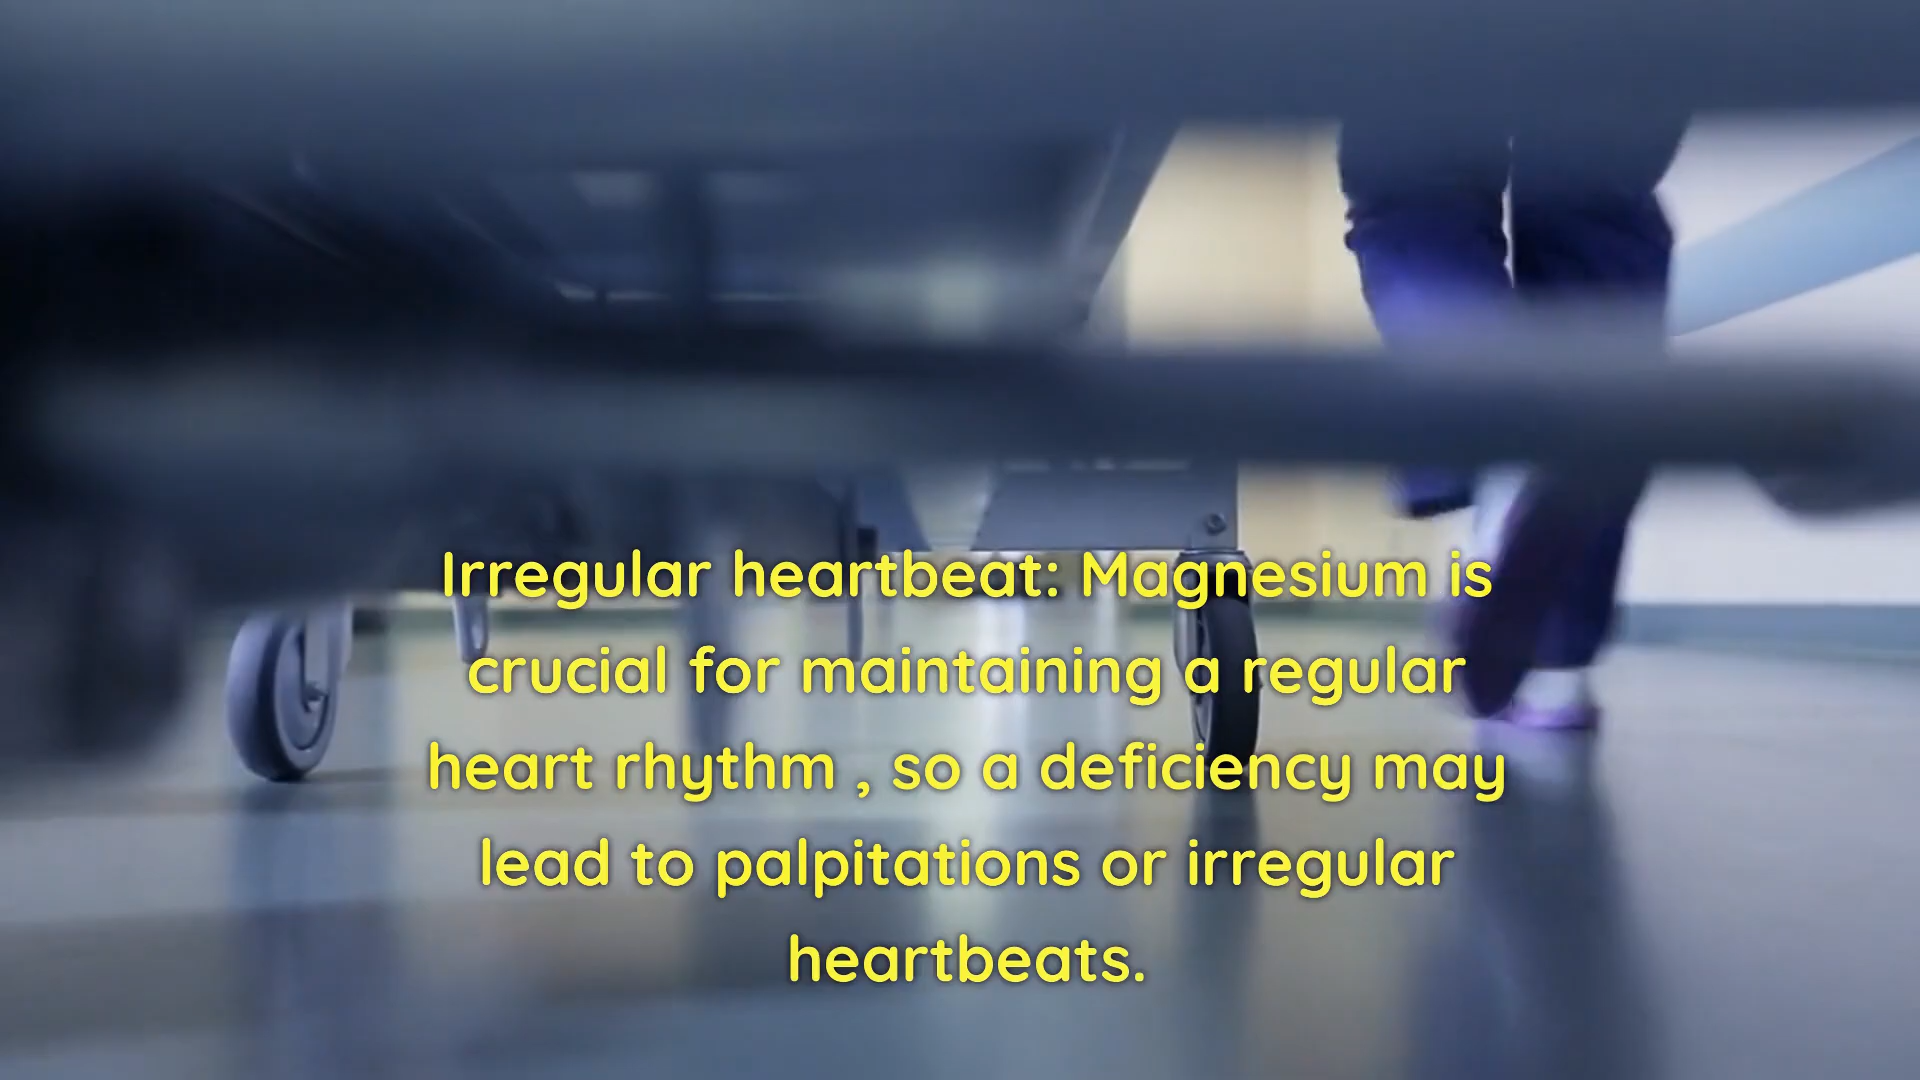 Irregular heartbeat: Magnesium is
crucial for maintaining a regular
heart rhythm , so a deficiency may
lead to palpitations or irregular
heartbeats.